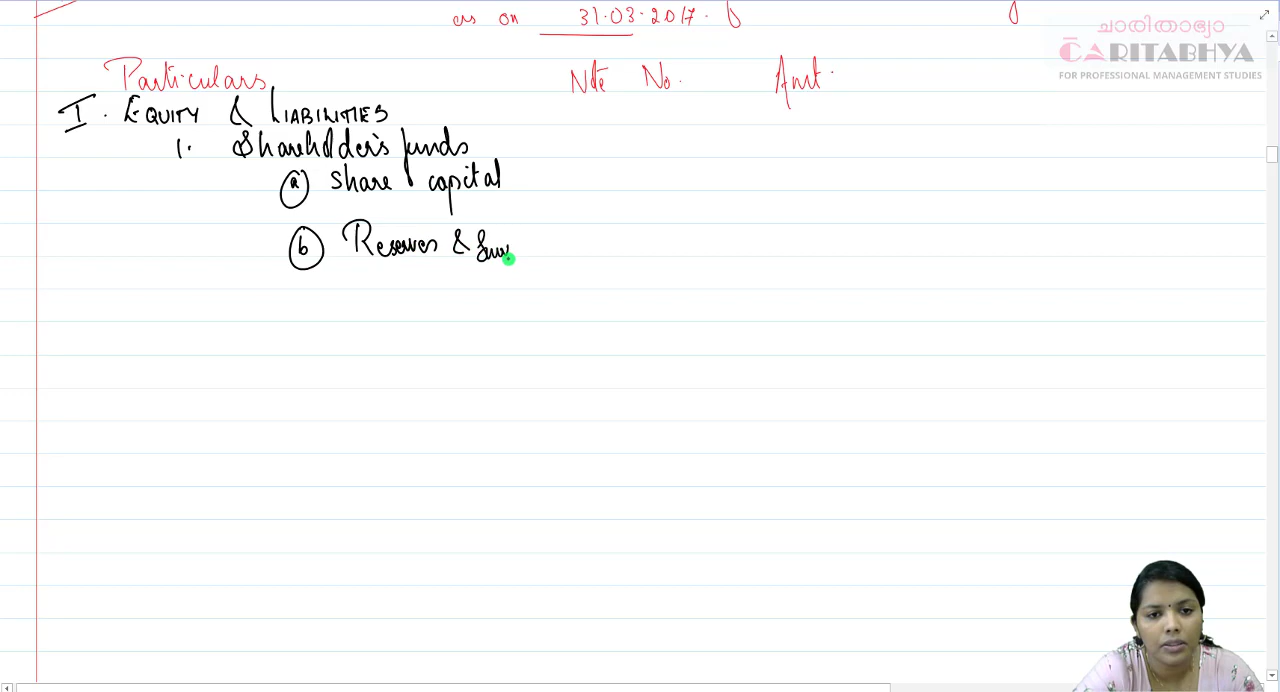 as on 31.03.2017.
ചാരിതാഭ്യാ
CARITABHYA
FOR PROFESSIONAL MANAGEMENT STUDIES
Particulars Note No. Amt.
I. EQUITY & LIABILITIES
1. Shareholder's funds
(a) Share capital
(b) Reserves &